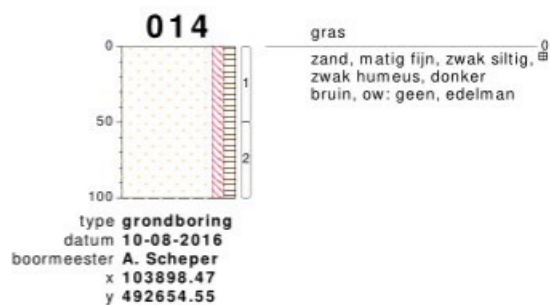 014
gras
0
0
zand, matig fijn, zwak siltig,
zwak humeus, donker
bruin, ow: geen, edelman
1
50
2
100
type grondboring
datum 10-08-2016
boormeester A. Scheper
x 103898.47
y 492654.55